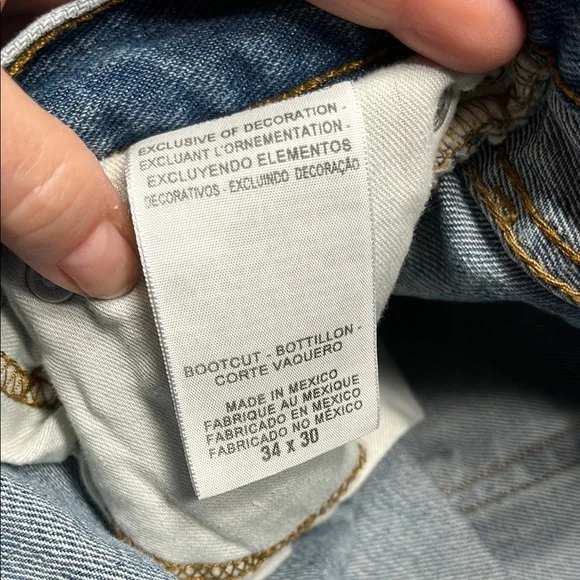 EXCLUSIVE OF DECORATION -
EXCLUANT L'ORNEMENTATION -
EXCLUYENDO ELEMENTOS
DECORATIVOS - EXCLUINDO DECORAÇÃO
BOOTCUT - BOTTILLON -
CORTE VAQUERO
MADE IN MEXICO
FABRIQUE AU MEXIQUE
FABRICADO EN MEXICO
FABRICADO NO MÉXICO
34 x 30